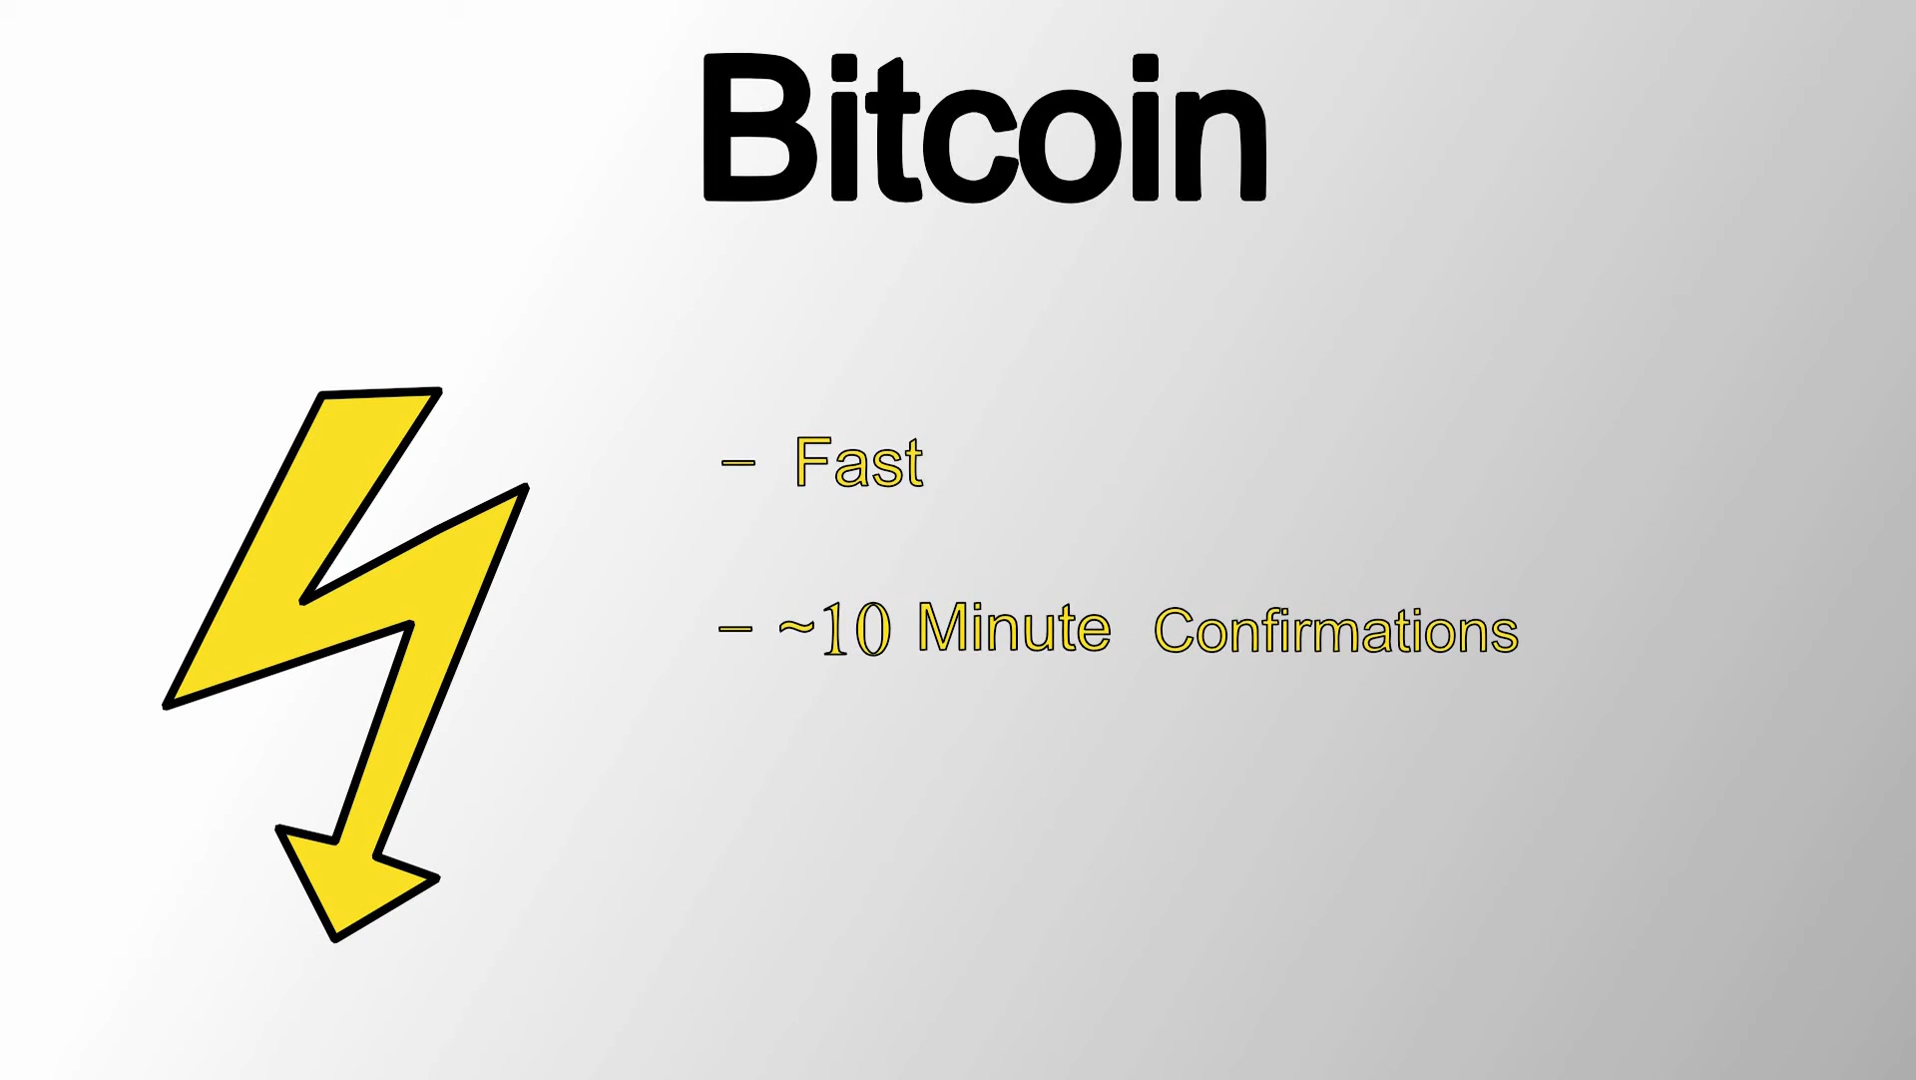 Bitcoin
– Fast
– ~10 Minute Confirmations